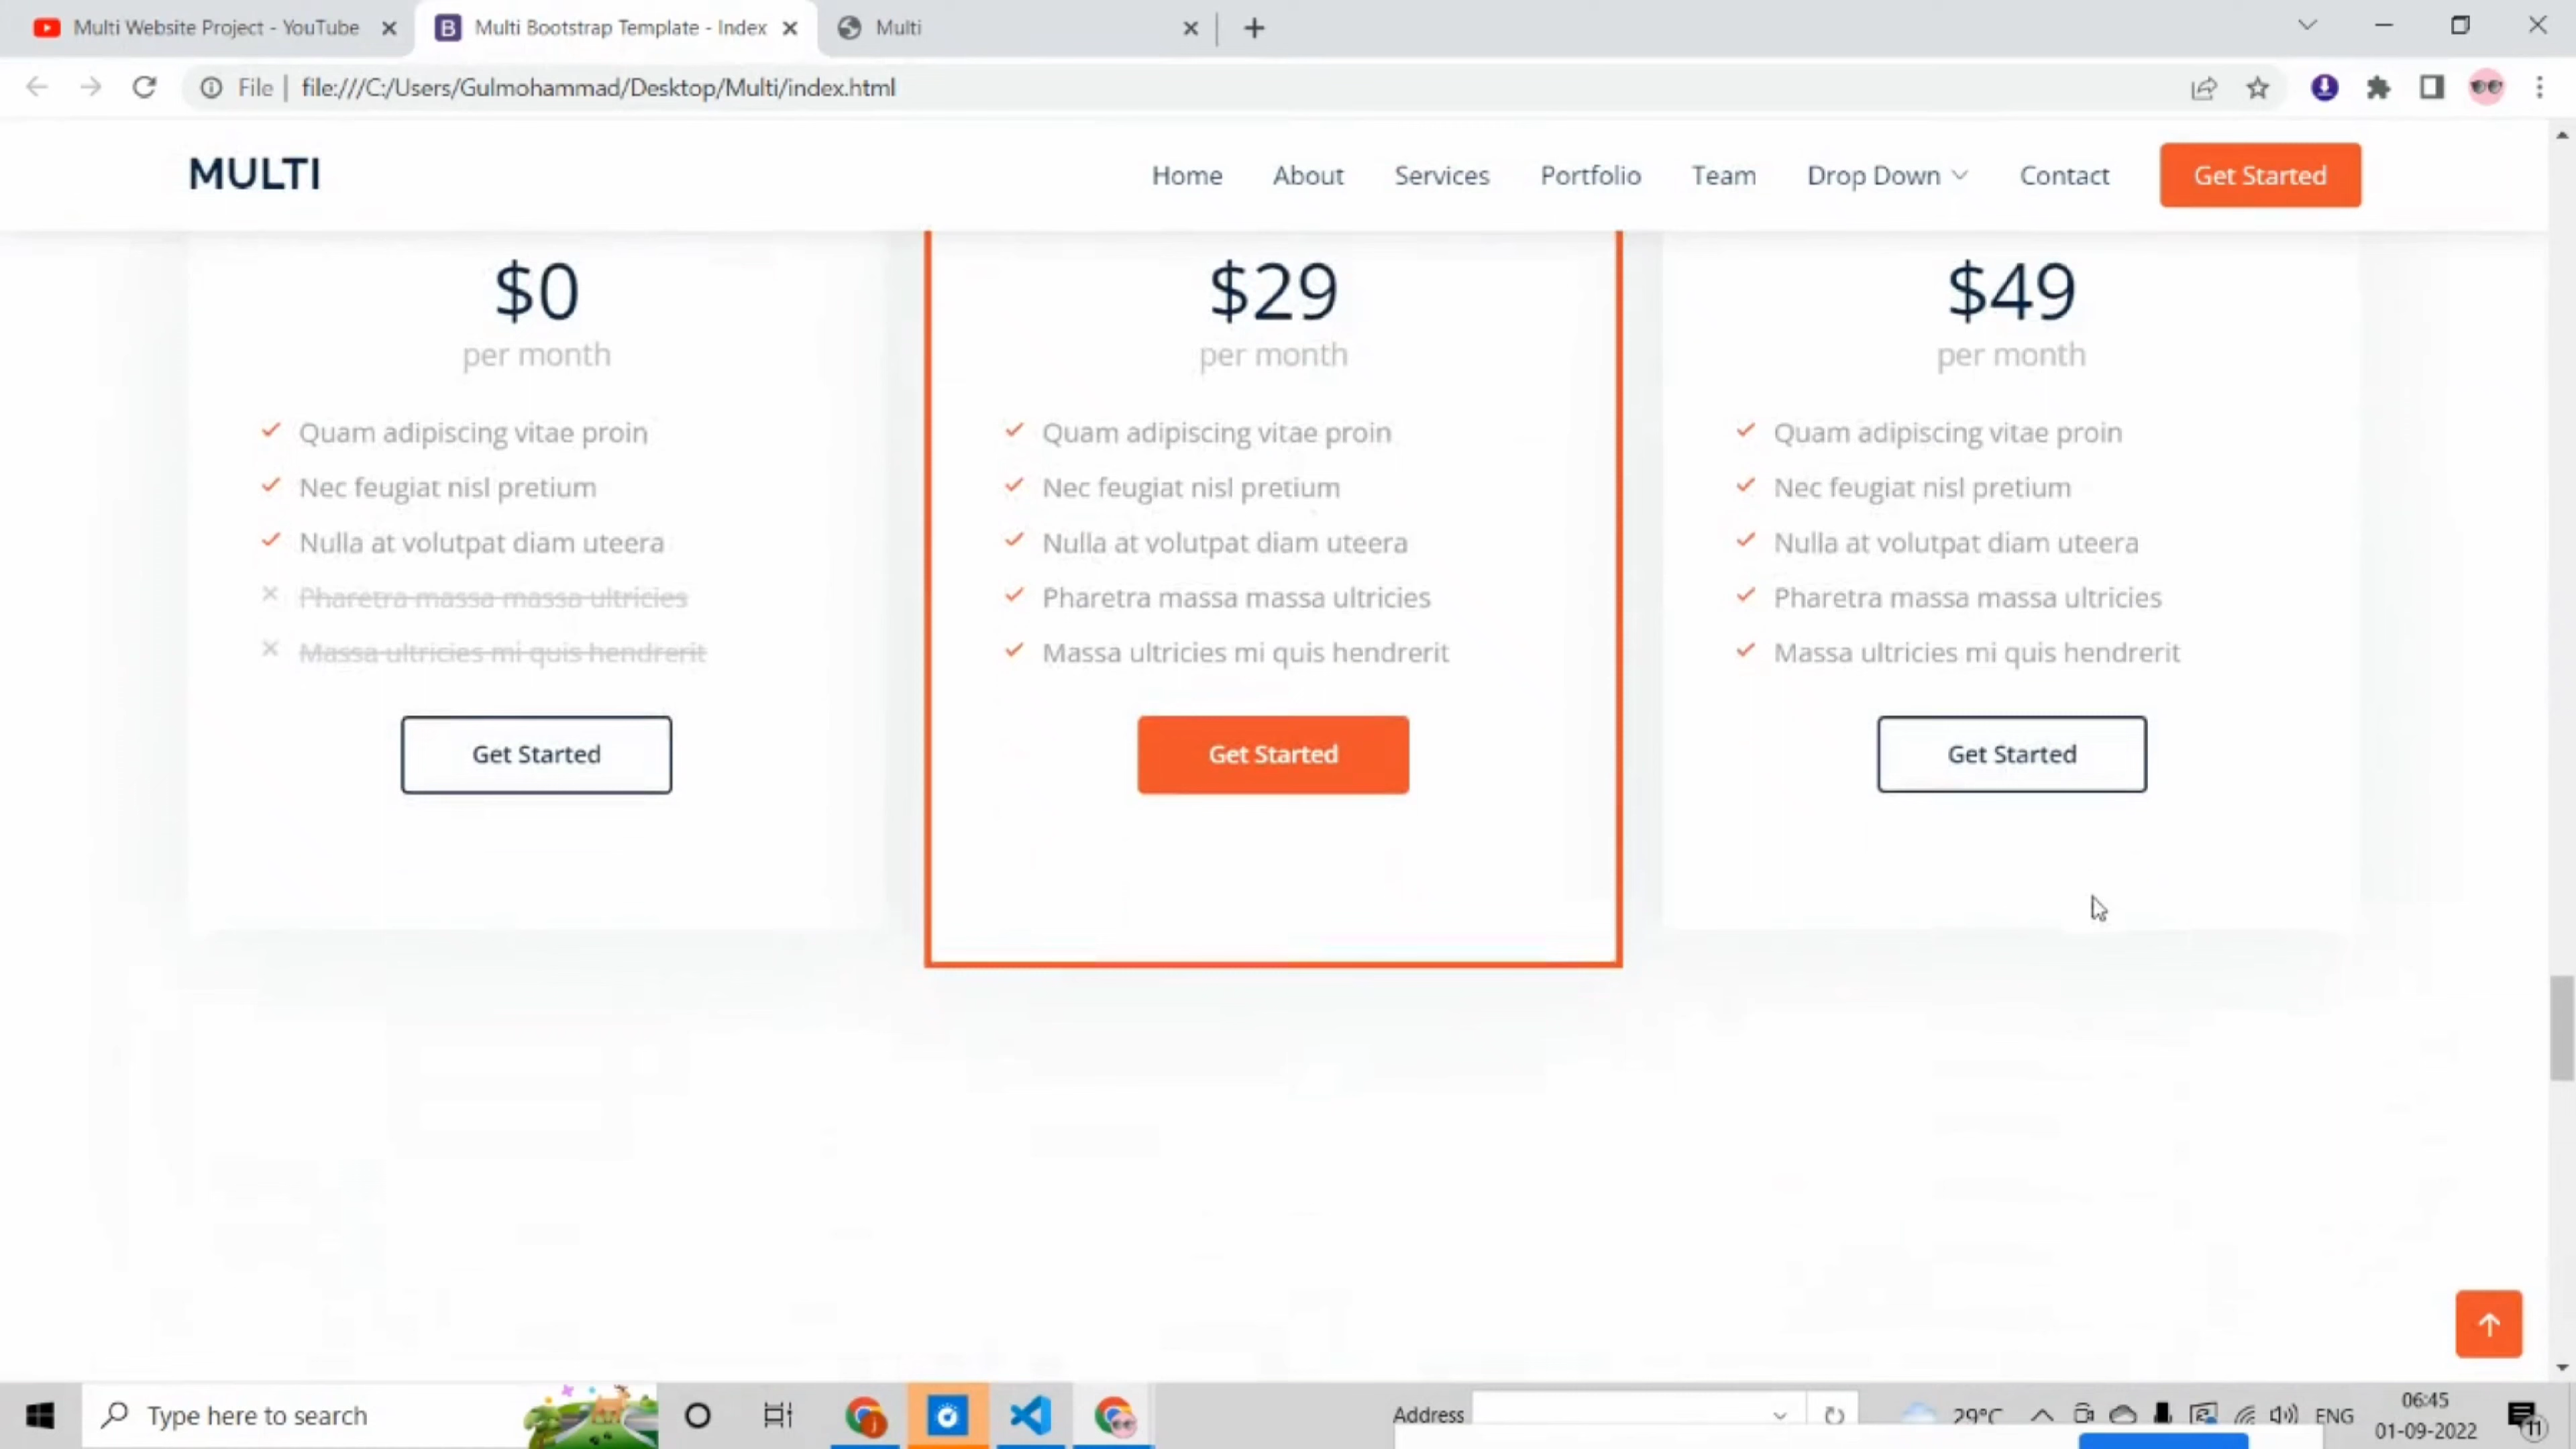 Multi Website Project - YouTube
Multi Bootstrap Template - Index
Multi
File
file:///C:/Users/Gulmohammad/Desktop/Multi/index.html
MULTI
Home
About
Services
Portfolio
Team
Drop Down
Contact
Get Started
$0
per month
Quam adipiscing vitae proin
Nec feugiat nisl pretium
Nulla at volutpat diam uteera
Pharetra massa massa ultricies
Massa ultricies mi quis hendrerit
Get Started
$29
per month
Quam adipiscing vitae proin
Nec feugiat nisl pretium
Nulla at volutpat diam uteera
Pharetra massa massa ultricies
Massa ultricies mi quis hendrerit
Get Started
$49
per month
Quam adipiscing vitae proin
Nec feugiat nisl pretium
Nulla at volutpat diam uteera
Pharetra massa massa ultricies
Massa ultricies mi quis hendrerit
Get Started
Type here to search
Address
29°C
ENG
06:45
01-09-2022
11